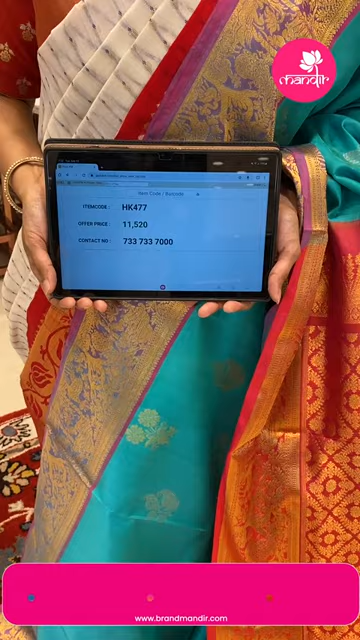 mandir
Item Code / Barcode
ITEMCODE : HK477
OFFER PRICE : 11,520
CONTACT NO : 733 733 7000
www.brandmandir.com